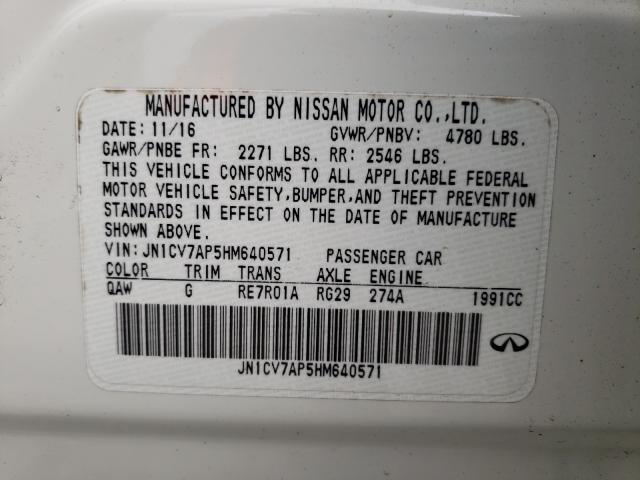 MANUFACTURED BY NISSAN MOTOR CO.,LTD.
DATE: 11/16 GVWR/PNBV: 4780 LBS.
GAWR/PNBE FR: 2271 LBS. RR: 2546 LBS.
THIS VEHICLE CONFORMS TO ALL APPLICABLE FEDERAL
MOTOR VEHICLE SAFETY,BUMPER,AND THEFT PREVENTION
STANDARDS IN EFFECT ON THE DATE OF MANUFACTURE
SHOWN ABOVE.
VIN:JN1CV7AP5HM640571 PASSENGER CAR
COLOR TRIM TRANS AXLE ENGINE
QAW G RE7R01A RG29 274A 1991CC
JN1CV7AP5HM640571